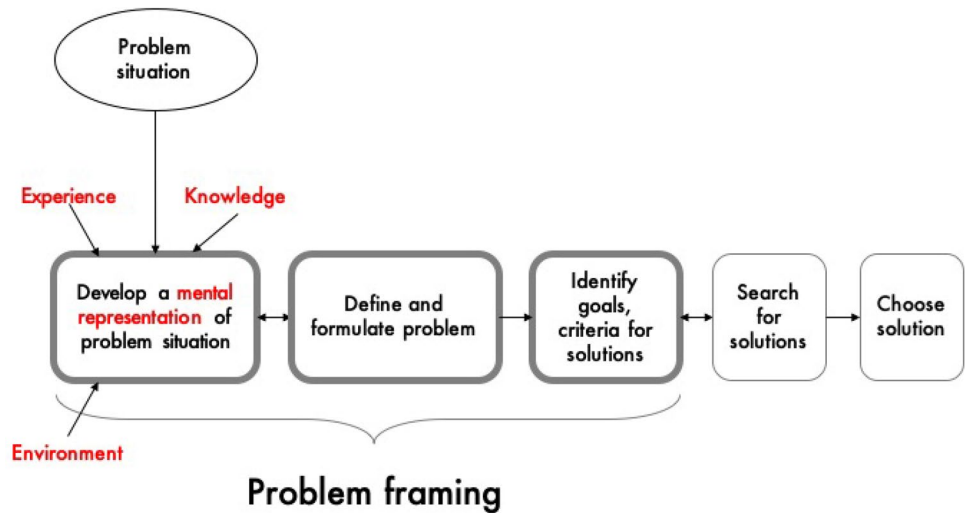 Problem
situation
Experience
Knowledge
Develop a mental
representation of
problem situation
Define and
formulate problem
Identify
goals,
criteria for
solutions
Search
for
solutions
Choose
solution
Environment
Problem framing